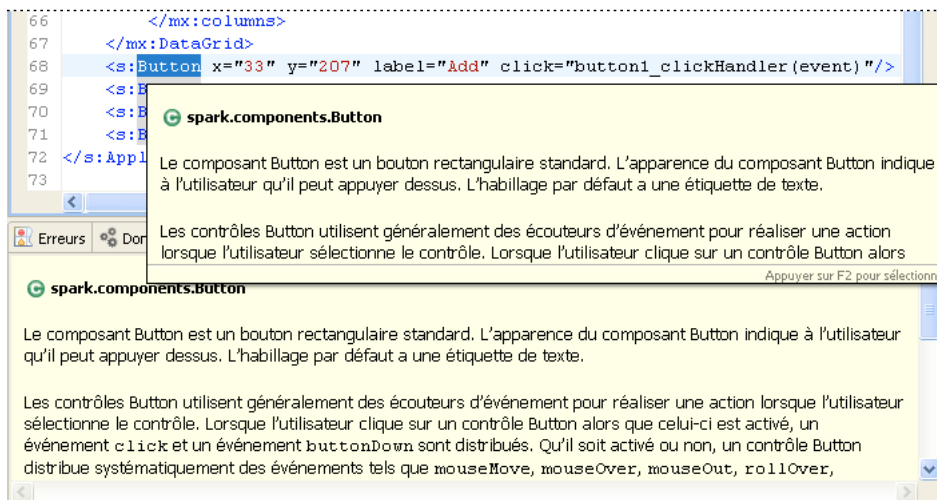 66 </mx:columns>
67 </mx:DataGrid>
68 <s:Button x="33" y="207" label="Add" click="button1_clickHandler(event)"/>
69 <s:B
70 <s:B
71 <s:B
72 </s:Appl
73
spark.components.Button
Le composant Button est un bouton rectangulaire standard. L'apparence du composant Button indique
à l'utilisateur qu'il peut appuyer dessus. L'habillage par défaut a une étiquette de texte.
Les contrôles Button utilisent généralement des écouteurs d'événement pour réaliser une action
lorsque l'utilisateur sélectionne le contrôle. Lorsque l'utilisateur clique sur un contrôle Button alors
Appuyer sur F2 pour sélectionn
Erreurs Don
spark.components.Button
Le composant Button est un bouton rectangulaire standard. L'apparence du composant Button indique à l'utilisateur
qu'il peut appuyer dessus. L'habillage par défaut a une étiquette de texte.
Les contrôles Button utilisent généralement des écouteurs d'événement pour réaliser une action lorsque l'utilisateur
sélectionne le contrôle. Lorsque l'utilisateur clique sur un contrôle Button alors que celui-ci est activé, un
événement click et un événement buttonDown sont distribués. Qu'il soit activé ou non, un contrôle Button
distribue systématiquement des événements tels que mouseMove, mouseOver, mouseOut, rollOver,